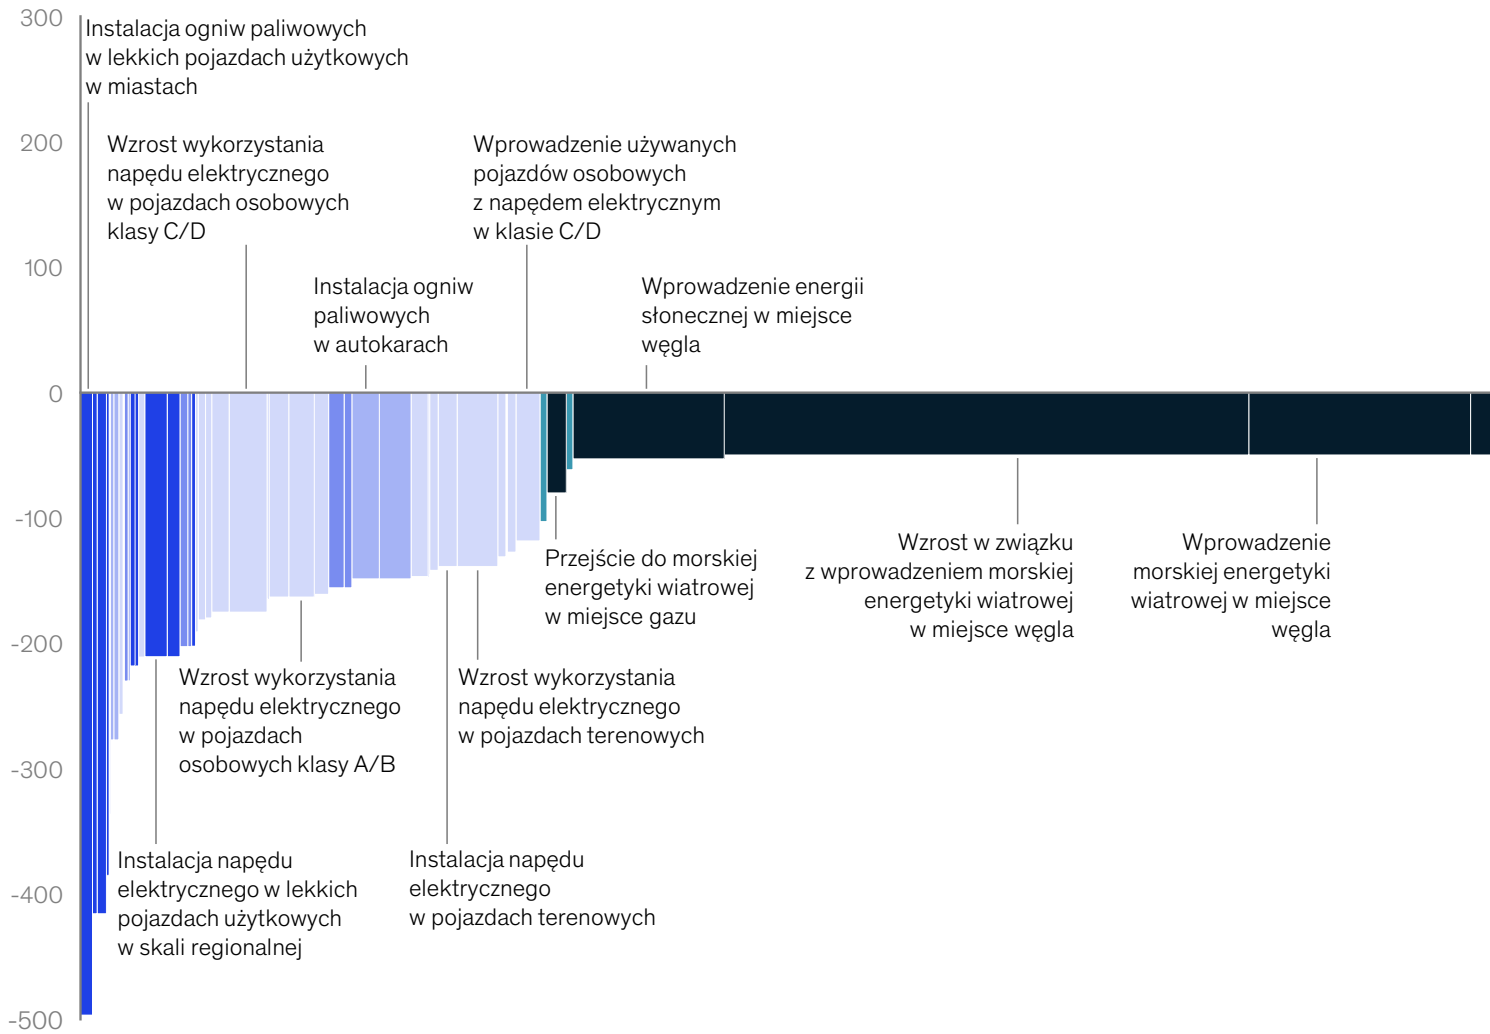 300
200
100
0
-100
-200
-300
-400
-500
Instalacja ogniw paliwowych
w lekkich pojazdach użytkowych
w miastach
Wzrost wykorzystania
napędu elektrycznego
w pojazdach osobowych
klasy C/D
Wprowadzenie używanych
pojazdów osobowych
z napędem elektrycznym
w klasie C/D
Instalacja ogniw
paliwowych
w autokarach
Wprowadzenie energii
słonecznej w miejsce
węgla
Przejście do morskiej
energetyki wiatrowej
w miejsce gazu
Wzrost w związku
z wprowadzeniem morskiej
energetyki wiatrowej
w miejsce węgla
Wprowadzenie
morskiej energetyki
wiatrowej w miejsce
węgla
Wzrost wykorzystania
napędu elektrycznego
w pojazdach
osobowych klasy A/B
Wzrost wykorzystania
napędu elektrycznego
w pojazdach terenowych
Instalacja napędu
elektrycznego w lekkich
pojazdach użytkowych
w skali regionalnej
Instalacja napędu
elektrycznego
w pojazdach terenowych